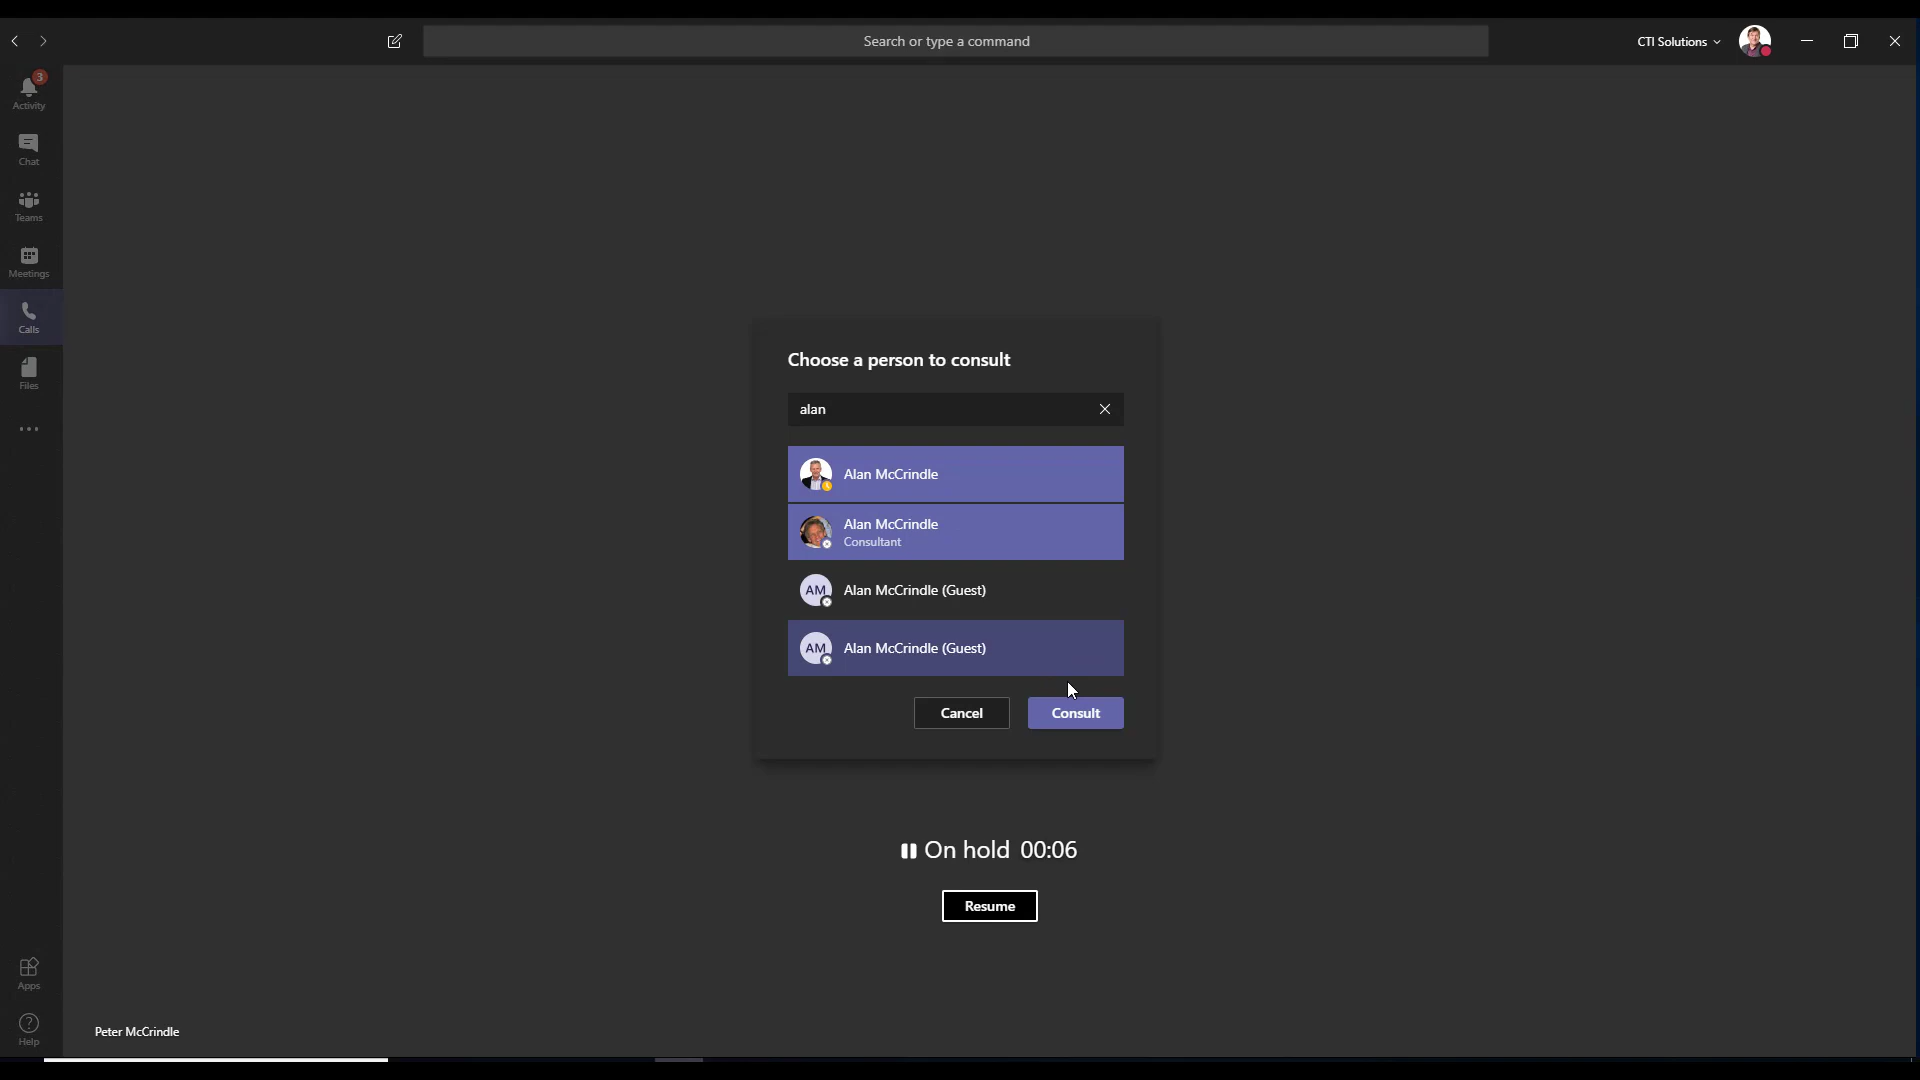 Search or type a command
CTI Solutions
3
Activity
Chat
Teams
Meetings
Calls
Files
Choose a person to consult
alan
Alan McCrindle
Alan McCrindle
Consultant
AM Alan McCrindle (Guest)
AM Alan McCrindle (Guest)
Cancel
Consult
On hold 00:06
Resume
Apps
Help
Peter McCrindle